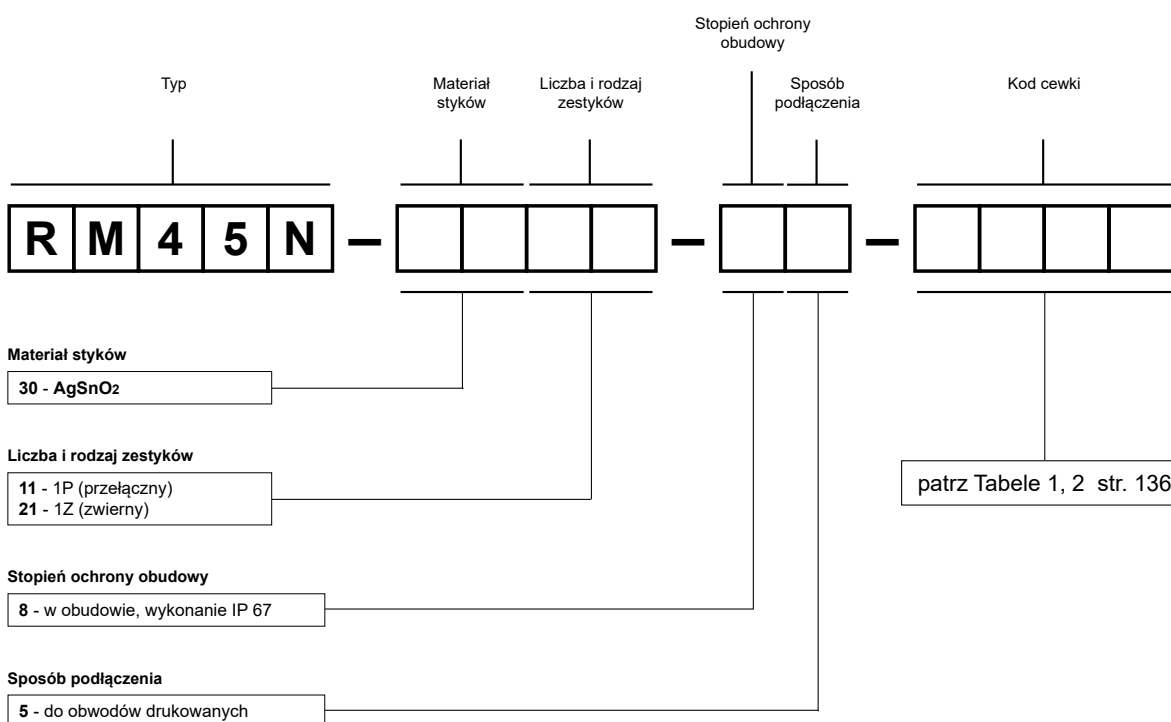 Stopień ochrony
obudowy
Typ
Materiał
styków
Liczba i rodzaj
zestyków
Sposób
podłączenia
Kod cewki
R M 4 5 N – –  –
Materiał styków
30 - AgSnO2
Liczba i rodzaj zestyków
11 - 1P (przełączny)
21 - 1Z (zwierny)
patrz Tabele 1, 2 str. 136
Stopień ochrony obudowy
8 - w obudowie, wykonanie IP 67
Sposób podłączenia
5 - do obwodów drukowanych